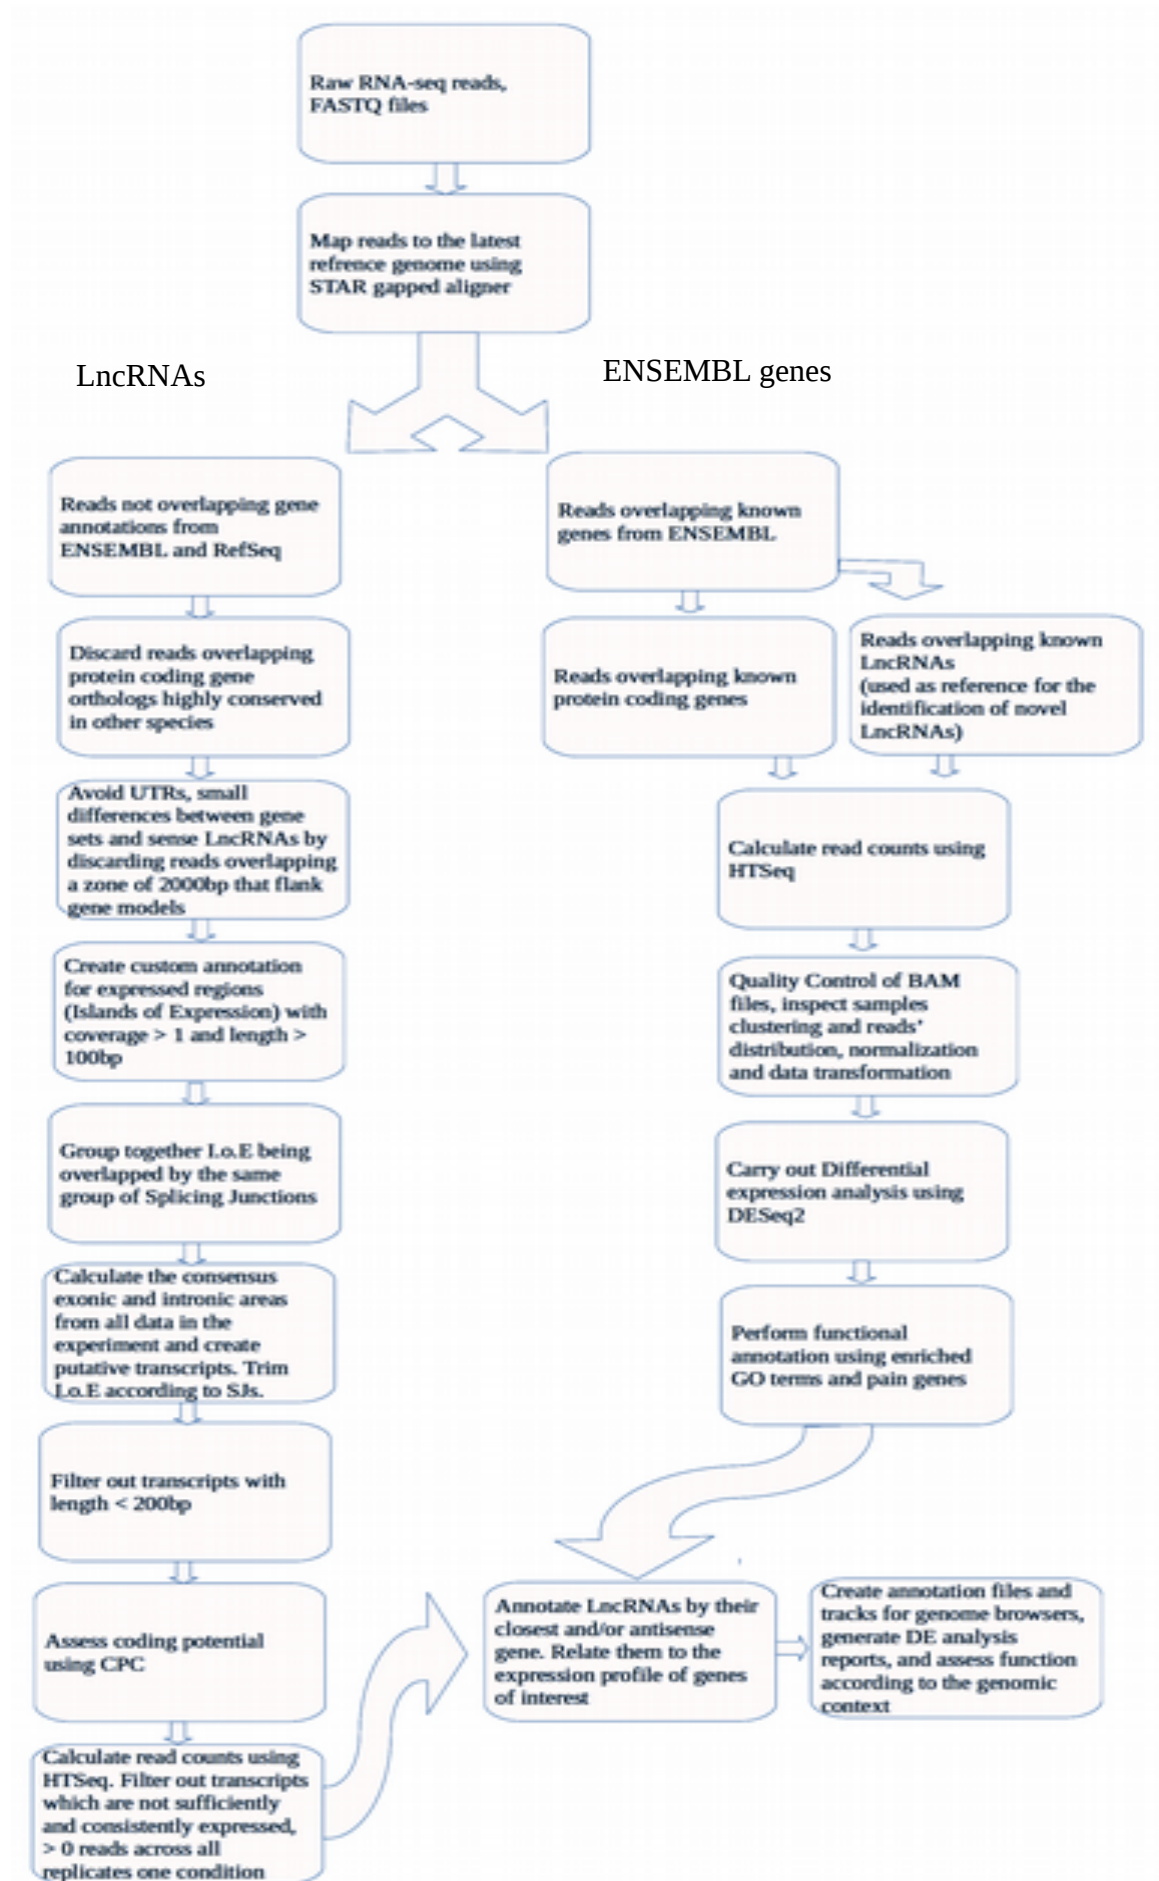 Raw RNA-seq reads,
FASTQ files
Map reads to the latest
refrence genome using
STAR gapped aligner
LncRNAs
ENSEMBL genes
Reads not overlapping gene
annotations from
ENSEMBL and RefSeq
Discard reads overlapping
protein coding gene
orthologs highly conserved
in other species
Avoid UTRs, small
differences between gene
sets and sense LncRNAs by
discarding reads overlapping
a zone of 2000bp that flank
gene models
Create custom annotation
for expressed regions
(Islands of Expression) with
coverage > 1 and length >
100bp
Group together I.o.E being
overlapped by the same
group of Splicing Junctions
Calculate the consensus
exonic and intronic areas
from all data in the
experiment and create
putative transcripts. Trim
I.o.E according to SJs.
Filter out transcripts with
length < 200bp
Assess coding potential
using CPC
Calculate read counts using
HTSeq. Filter out transcripts
which are not sufficiently
and consistently expressed,
> 0 reads across all
replicates one condition
Reads overlapping known
genes from ENSEMBL
Reads overlapping known
protein coding genes
Reads overlapping known
LncRNAs
(used as reference for the
identification of novel
LncRNAs)
Calculate read counts using
HTSeq
Quality Control of BAM
files, inspect samples
clustering and reads'
distribution, normalization
and data transformation
Carry out Differential
expression analysis using
DESeq2
Perform functional
annotation using enriched
GO terms and pain genes
Annotate LncRNAs by their
closest and/or antisense
gene. Relate them to the
expression profile of genes
of interest
Create annotation files and
tracks for genome browsers,
generate DE analysis
reports, and assess function
according to the genomic
context